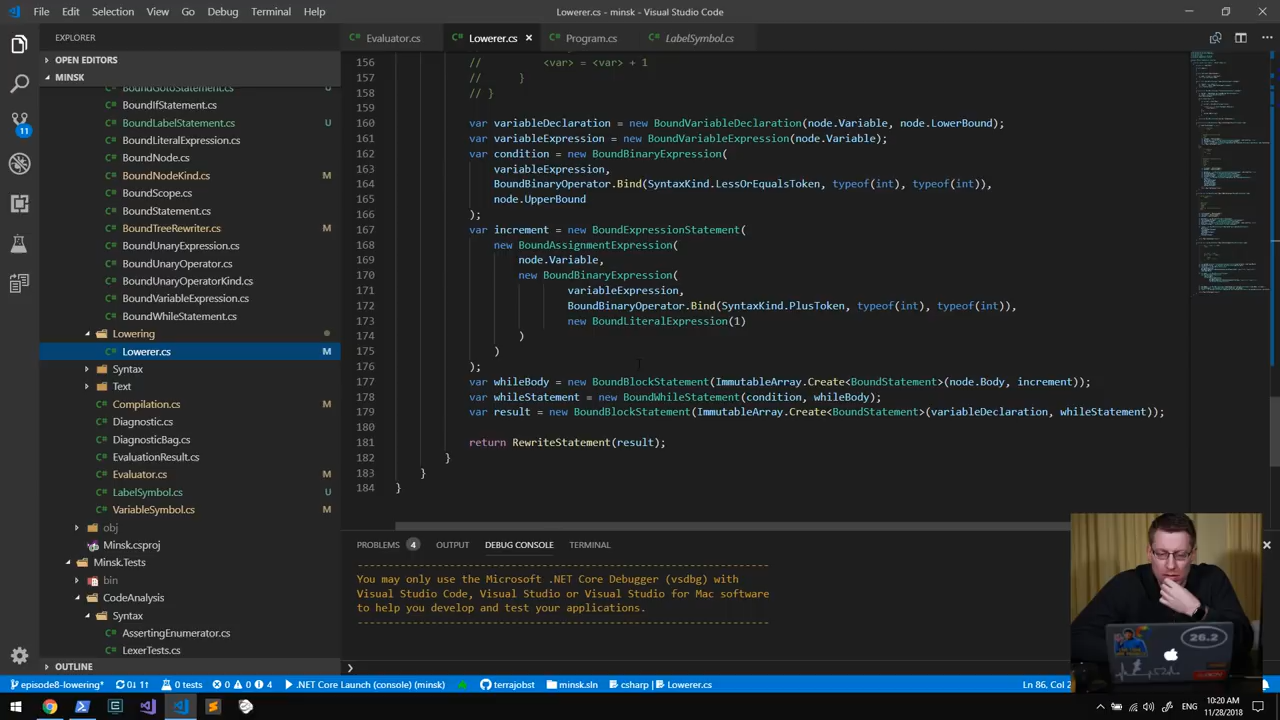 File Edit Selection View Go Debug Terminal Help
Lowerer.cs - minsk - Visual Studio Code
EXPLORER
OPEN EDITORS
MINSK
BoundGotoStatement.cs U
BoundIfStatement.cs
BoundLabelStatement.cs U
BoundLiteralExpression.cs
BoundNode.cs
BoundNodeKind.cs M
BoundScope.cs
BoundStatement.cs
BoundTreeRewriter.cs M
BoundUnaryExpression.cs
BoundUnaryOperator.cs
BoundUnaryOperatorKind.cs
BoundVariableExpression.cs
BoundWhileStatement.cs
Lowering
Lowerer.cs M
Syntax
Text
Compilation.cs M
Diagnostic.cs
DiagnosticBag.cs
EvaluationResult.cs
Evaluator.cs M
LabelSymbol.cs U
VariableSymbol.cs M
obj
Minsk.csproj
Minsk.Tests
bin
CodeAnalysis
Syntax
AssertingEnumerator.cs
LexerTests.cs
OUTLINE
11
Evaluator.cs Lowerer.cs Program.cs LabelSymbol.cs
156 // <var> = <var> + 1
157 // }
158 // }
159
160 var variableDeclaration = new BoundVariableDeclaration(node.Variable, node.LowerBound);
161 var variableExpression = new BoundVariableExpression(node.Variable);
162 var condition = new BoundBinaryExpression(
163 variableExpression,
164 BoundBinaryOperator.Bind(SyntaxKind.LessOrEqualsToken, typeof(int), typeof(int)),
165 node.UpperBound
166 );
167 var increment = new BoundExpressionStatement(
168 new BoundAssignmentExpression(
169 node.Variable,
170 new BoundBinaryExpression(
171 variableExpression,
172 BoundBinaryOperator.Bind(SyntaxKind.PlusToken, typeof(int), typeof(int)),
173 new BoundLiteralExpression(1)
174 )
175 )
176 );
177 var whileBody = new BoundBlockStatement(ImmutableArray.Create<BoundStatement>(node.Body, increment));
178 var whileStatement = new BoundWhileStatement(condition, whileBody);
179 var result = new BoundBlockStatement(ImmutableArray.Create<BoundStatement>(variableDeclaration, whileStatement));
180
181 return RewriteStatement(result);
182 }
183 }
184 }
PROBLEMS 4 OUTPUT DEBUG CONSOLE TERMINAL
You may only use the Microsoft .NET Core Debugger (vsdbg) with
Visual Studio Code, Visual Studio or Visual Studio for Mac software
to help you develop and test your applications.
26.2
episode8-lowering* 0↓ 1↑ 0 tests 0 0 4 .NET Core Launch (console) (minsk) terrajobst minsk.sln csharp Lowerer.cs Ln 86, Col 2
10:20 AM
11/28/2018